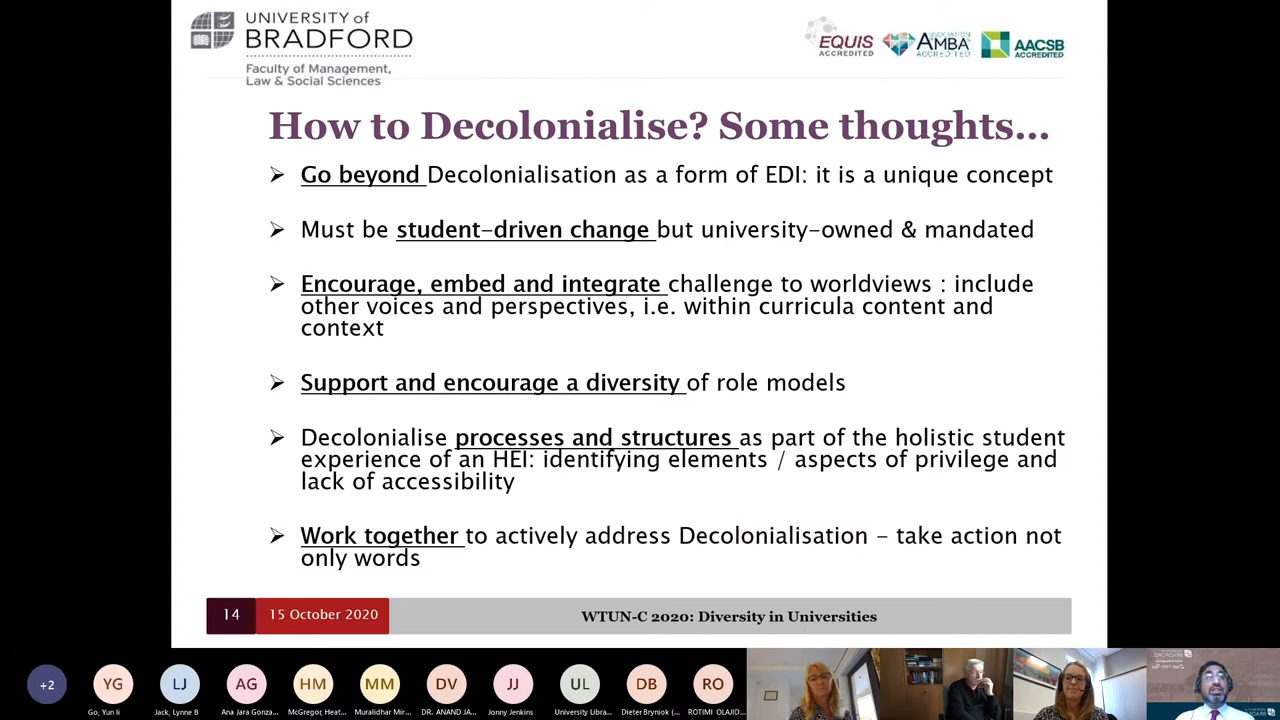 UNIVERSITY of
BRADFORD
Faculty of Management,
Law & Social Sciences
EQUIS
ACCREDITED
ASSOCIATION
AMBA
ACCREDITED
AACSB
ACCREDITED
How to Decolonialise? Some thoughts...
➢ Go beyond Decolonialisation as a form of EDI: it is a unique concept
➢ Must be student-driven change but university-owned & mandated
➢ Encourage, embed and integrate challenge to worldviews : include
other voices and perspectives, i.e. within curricula content and
context
➢ Support and encourage a diversity of role models
➢ Decolonialise processes and structures as part of the holistic student
experience of an HEI: identifying elements / aspects of privilege and
lack of accessibility
➢ Work together to actively address Decolonialisation – take action not
only words
14 15 October 2020 WTUN-C 2020: Diversity in Universities
+2 YG LJ AG HM MM DV JJ UL DB RO
Go, Yun Ii Jack, Lynne B Ana Jara Gonza... McGregor, Heat... Muralidhar Mir... DR. ANAND JA... Jonny Jenkins University Libra... Dieter Bryniok (... ROTIMI OLAJID...